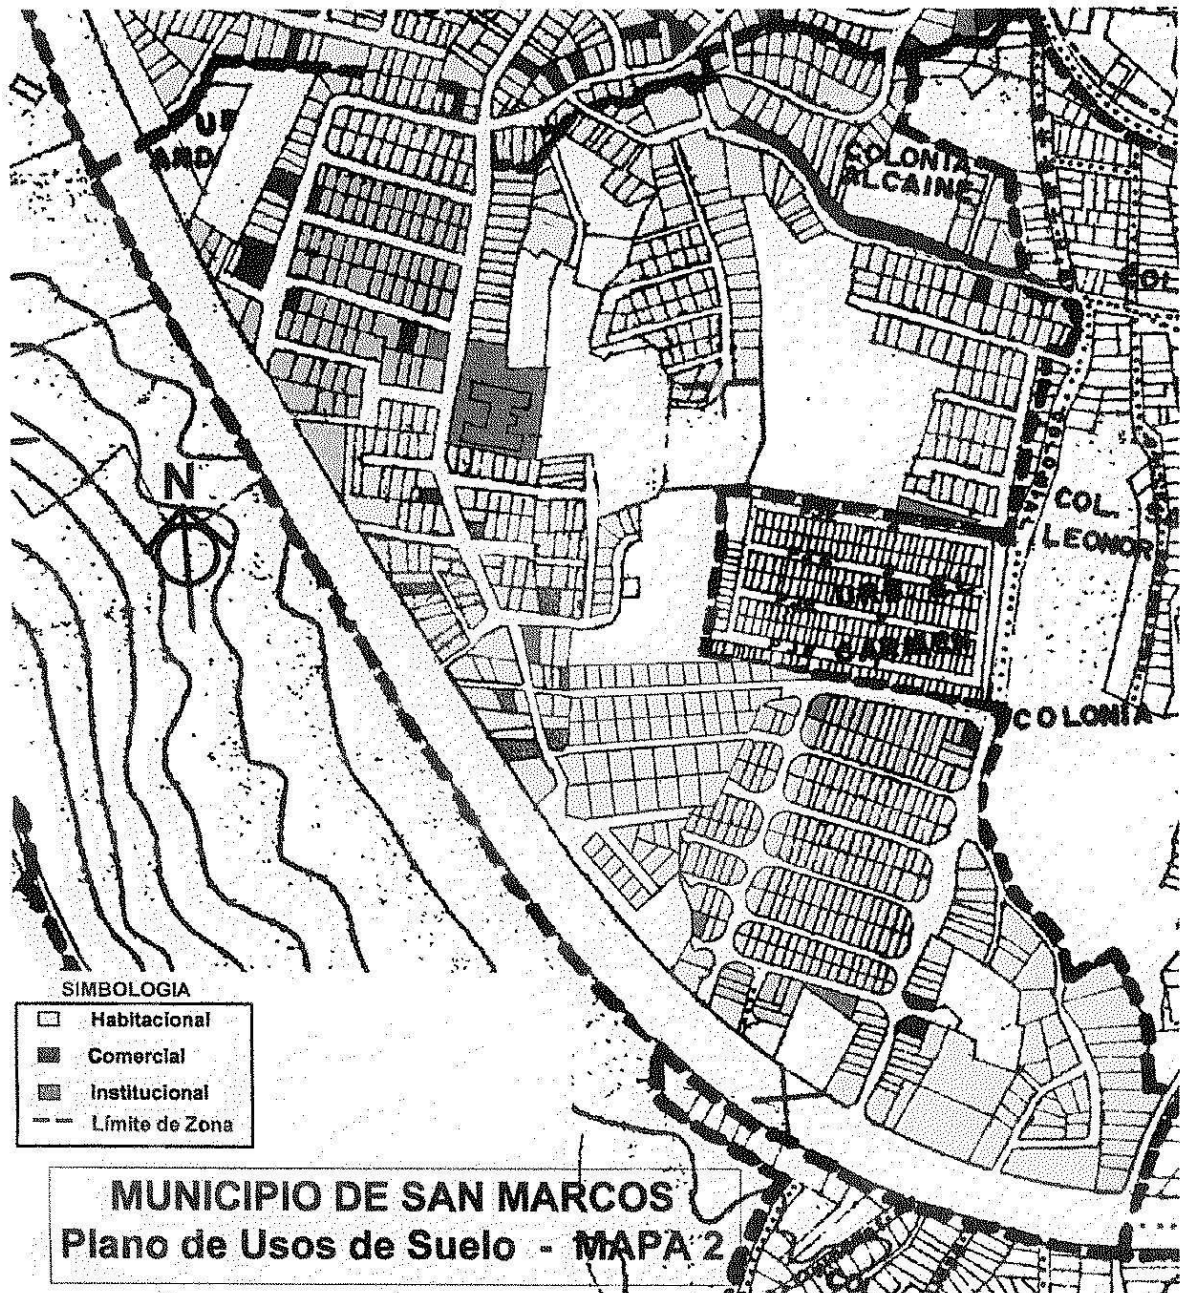 COLONIA
ALCAINE
COL
COL.
LEONOR
CARMEN
COLONIA
N
SIMBOLOGIA
Habitacional
Comercial
Institucional
Límite de Zona
MUNICIPIO DE SAN MARCOS
Plano de Usos de Suelo - MAPA 2